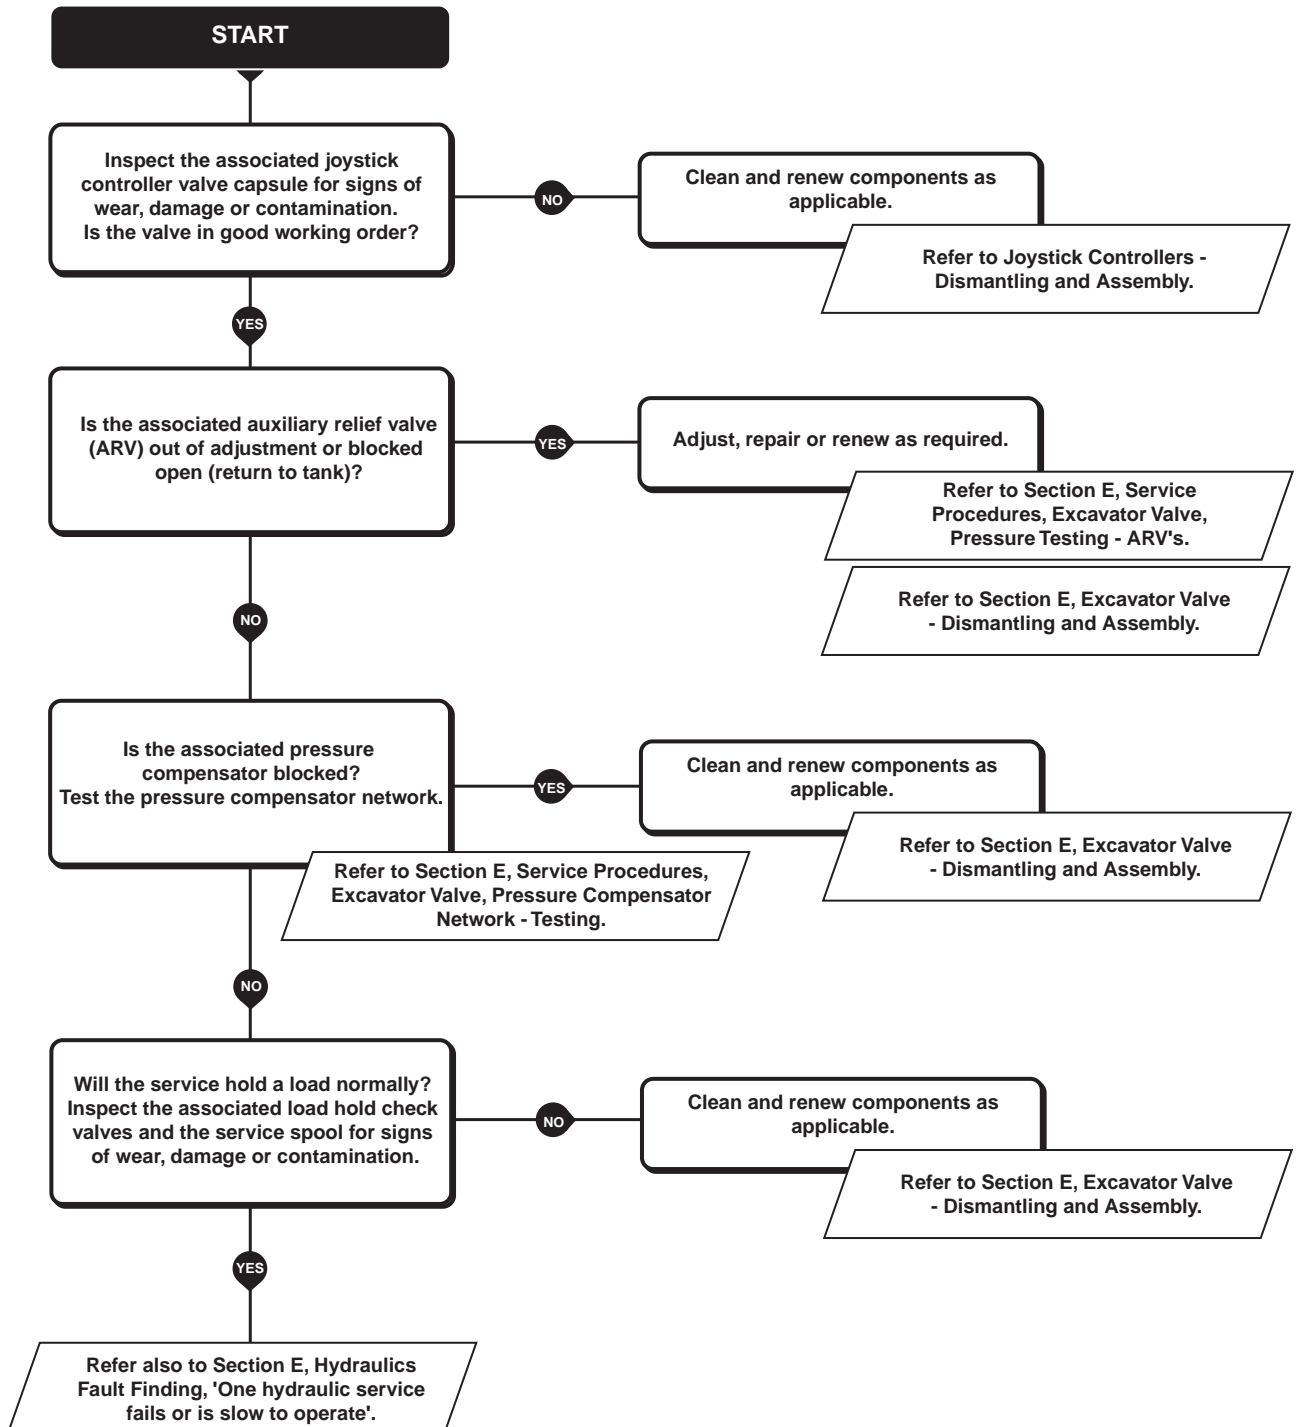 START
Inspect the associated joystick
controller valve capsule for signs of
wear, damage or contamination.
Is the valve in good working order?
NO
Clean and renew components as
applicable.
Refer to Joystick Controllers -
Dismantling and Assembly.
YES
Is the associated auxiliary relief valve
(ARV) out of adjustment or blocked
open (return to tank)?
YES
Adjust, repair or renew as required.
Refer to Section E, Service
Procedures, Excavator Valve,
Pressure Testing - ARV's.
Refer to Section E, Excavator Valve
- Dismantling and Assembly.
NO
Is the associated pressure
compensator blocked?
Test the pressure compensator network.
YES
Clean and renew components as
applicable.
Refer to Section E, Excavator Valve
- Dismantling and Assembly.
Refer to Section E, Service Procedures,
Excavator Valve, Pressure Compensator
Network - Testing.
NO
Will the service hold a load normally?
Inspect the associated load hold check
valves and the service spool for signs
of wear, damage or contamination.
NO
Clean and renew components as
applicable.
Refer to Section E, Excavator Valve
- Dismantling and Assembly.
YES
Refer also to Section E, Hydraulics
Fault Finding, 'One hydraulic service
fails or is slow to operate'.